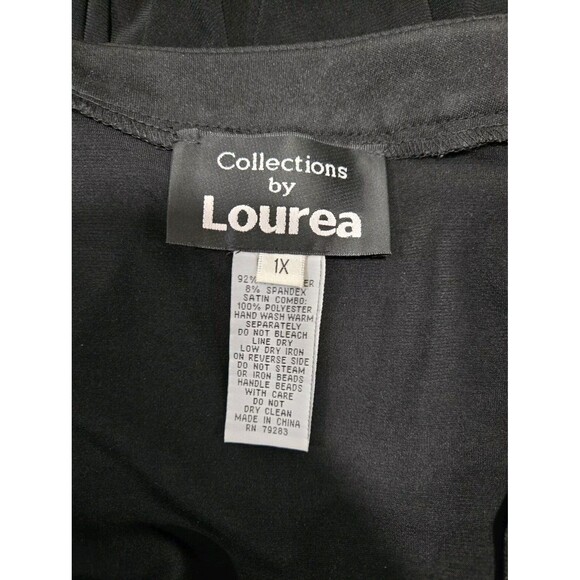 Collections
by
Lourea
1X
92% ER
8% SPANDEX
SATIN COMBO:
100% POLYESTER
HAND WASH WARM
SEPARATELY
DO NOT BLEACH
LINE DRY
LOW DRY IRON
ON REVERSE SIDE
DO NOT STEAM
OR IRON BEADS
HANDLE BEADS
WITH CARE
DO NOT
DRY CLEAN
MADE IN CHINA
RN 79283